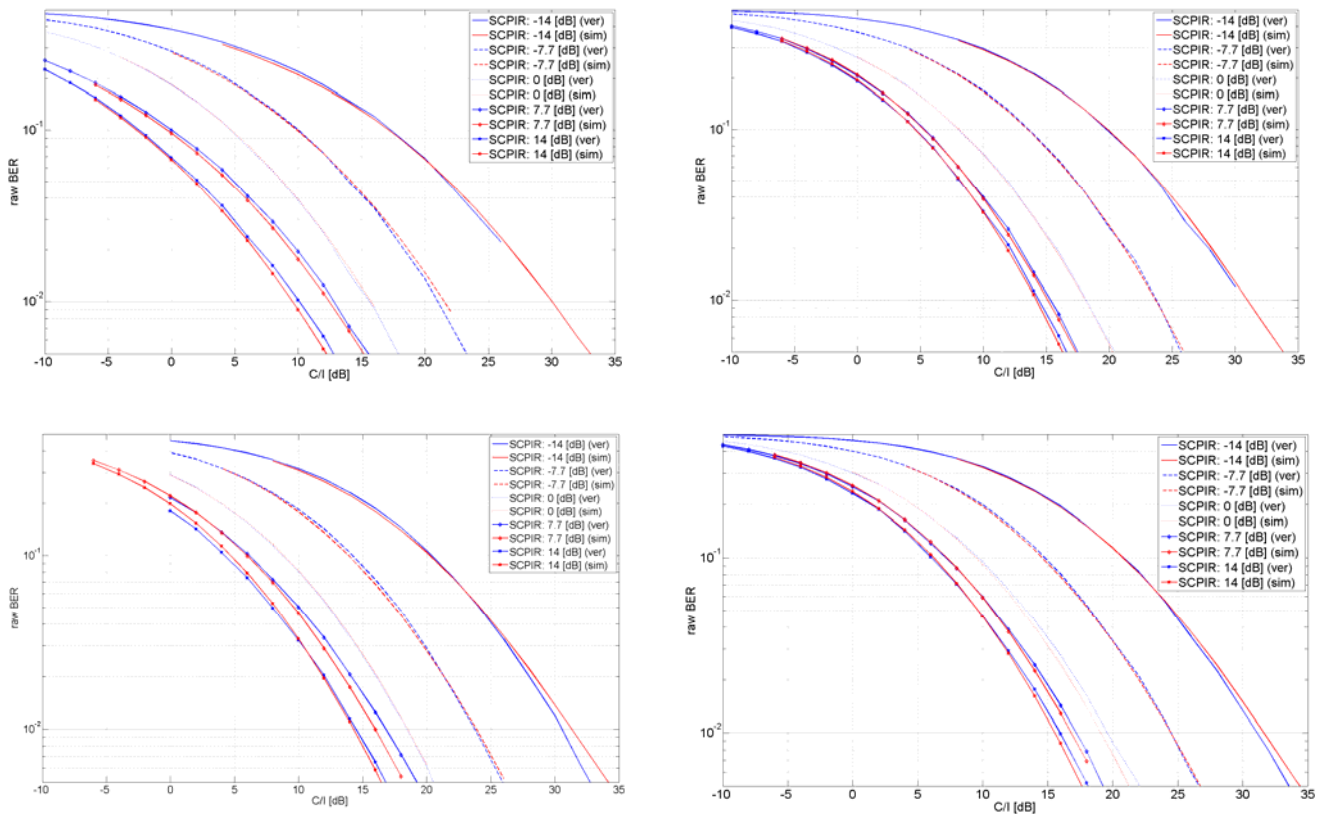 SCPIR: -14 [dB] (ver)
SCPIR: -14 [dB] (sim)
SCPIR: -7.7 [dB] (ver)
SCPIR: -7.7 [dB] (sim)
SCPIR: 0 [dB] (ver)
SCPIR: 0 [dB] (sim)
SCPIR: 7.7 [dB] (ver)
SCPIR: 7.7 [dB] (sim)
SCPIR: 14 [dB] (ver)
SCPIR: 14 [dB] (sim)
raw BER
10-1
10-2
-10 -5 0 5 10 15 20 25 30 35
C/I [dB]
SCPIR: -14 [dB] (ver)
SCPIR: -14 [dB] (sim)
SCPIR: -7.7 [dB] (ver)
SCPIR: -7.7 [dB] (sim)
SCPIR: 0 [dB] (ver)
SCPIR: 0 [dB] (sim)
SCPIR: 7.7 [dB] (ver)
SCPIR: 7.7 [dB] (sim)
SCPIR: 14 [dB] (ver)
SCPIR: 14 [dB] (sim)
raw BER
10-1
10-2
-10 -5 0 5 10 15 20 25 30 35
C/I [dB]
SCPIR: -14 [dB] (ver)
SCPIR: -14 [dB] (sim)
SCPIR: -7.7 [dB] (ver)
SCPIR: -7.7 [dB] (sim)
SCPIR: 0 [dB] (ver)
SCPIR: 0 [dB] (sim)
SCPIR: 7.7 [dB] (ver)
SCPIR: 7.7 [dB] (sim)
SCPIR: 14 [dB] (ver)
SCPIR: 14 [dB] (sim)
raw BER
10-1
10-2
-10 -5 0 5 10 15 20 25 30 35
C/I [dB]
SCPIR: -14 [dB] (ver)
SCPIR: -14 [dB] (sim)
SCPIR: -7.7 [dB] (ver)
SCPIR: -7.7 [dB] (sim)
SCPIR: 0 [dB] (ver)
SCPIR: 0 [dB] (sim)
SCPIR: 7.7 [dB] (ver)
SCPIR: 7.7 [dB] (sim)
SCPIR: 14 [dB] (ver)
SCPIR: 14 [dB] (sim)
raw BER
10-1
10-2
-10 -5 0 5 10 15 20 25 30 35
C/I [dB]